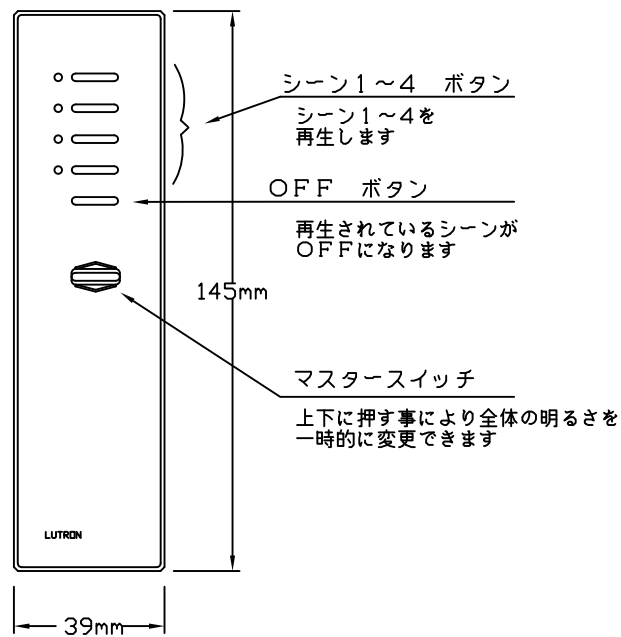 シーン1～4　ボタン
シーン1～4を
再生します
OFF　ボタン
再生されているシーンが
OFFになります
145mm
マスタースイッチ
上下に押す事により全体の明るさを
一時的に変更できます
LUTRON
39mm